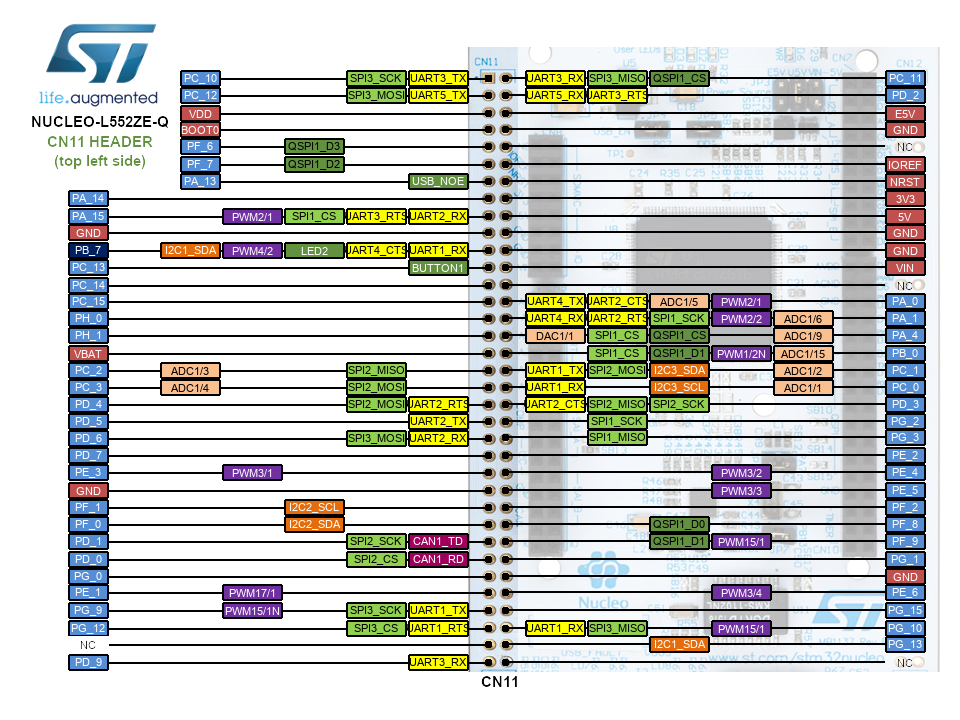 life.augmented
NUCLEO-L552ZE-Q
CN11 HEADER
(top left side)
CN11 CN7 CN12
PC_10 SPI3_SCK UART3_TX UART3_RX SPI3_MISO QSPI1_CS PC_11
PC_12 SPI3_MOSI UART5_TX UART5_RX UART3_RTS PD_2
VDD E5V
BOOT0 GND
PF_6 QSPI1_D3 NC
PF_7 QSPI1_D2 IOREF
PA_13 USB_NOE NRST
PA_14 3V3
PA_15 PWM2/1 SPI1_CS UART3_RTS UART2_RX 5V
GND GND
PB_7 I2C1_SDA PWM4/2 LED2 UART4_CTS UART1_RX GND
PC_13 BUTTON1 VIN
PC_14 NC
PC_15 UART4_TX UART2_CTS ADC1/5 PWM2/1 PA_0
PH_0 UART4_RX UART2_RTS SPI1_SCK PWM2/2 ADC1/6 PA_1
PH_1 DAC1/1 SPI1_CS QSPI1_CS ADC1/9 PA_4
VBAT SPI1_CS QSPI1_D1 PWM1/2N ADC1/15 PB_0
PC_2 ADC1/3 SPI2_MISO UART1_TX SPI2_MOSI I2C3_SDA ADC1/2 PC_1
PC_3 ADC1/4 SPI2_MOSI UART1_RX I2C3_SCL ADC1/1 PC_0
PD_4 SPI2_MOSI UART2_RTS UART2_CTS SPI2_MISO SPI2_SCK PD_3
PD_5 UART2_TX SPI1_SCK PG_2
PD_6 SPI3_MOSI UART2_RX SPI1_MISO PG_3
PD_7 PE_2
PE_3 PWM3/1 PWM3/2 PE_4
GND PWM3/3 PE_5
PF_1 I2C2_SCL PF_2
PF_0 I2C2_SDA QSPI1_D0 PF_8
PD_1 SPI2_SCK CAN1_TD QSPI1_D1 PWM15/1 PF_9
PD_0 SPI2_CS CAN1_RD PG_1
PG_0 GND
PE_1 PWM17/1 PWM3/4 PE_6
PG_9 PWM15/1N SPI3_SCK UART1_TX PG_15
PG_12 SPI3_CS UART1_RTS UART1_RX SPI3_MISO PWM15/1 PG_10
NC I2C1_SDA PG_13
PD_9 UART3_RX NC
Nucleo
www.st.com/stm32nucleo
CN11